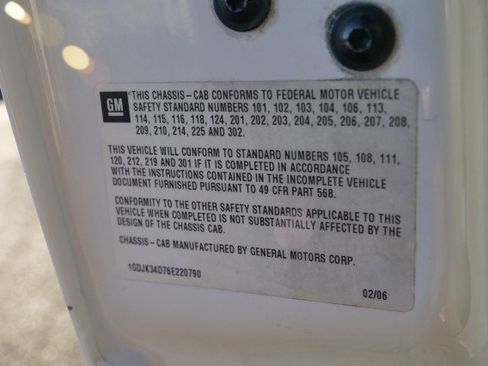 GM
THIS CHASSIS-CAB CONFORMS TO FEDERAL MOTOR VEHICLE
SAFETY STANDARD NUMBERS 101, 102, 103, 104, 106, 113,
114, 115, 116, 118, 124, 201, 202, 203, 204, 205, 206, 207, 208,
209, 210, 214, 225 AND 302.
THIS VEHICLE WILL CONFORM TO STANDARD NUMBERS 105, 108, 111,
120, 212, 219 AND 301 IF IT IS COMPLETED IN ACCORDANCE
WITH THE INSTRUCTIONS CONTAINED IN THE INCOMPLETE VEHICLE
DOCUMENT FURNISHED PURSUANT TO 49 CFR PART 568.
CONFORMITY TO THE OTHER SAFETY STANDARDS APPLICABLE TO THIS
VEHICLE WHEN COMPLETED IS NOT SUBSTANTIALLY AFFECTED BY THE
DESIGN OF THE CHASSIS CAB.
CHASSIS-CAB MANUFACTURED BY GENERAL MOTORS CORP.
1GDJK34D76E220790
02/06